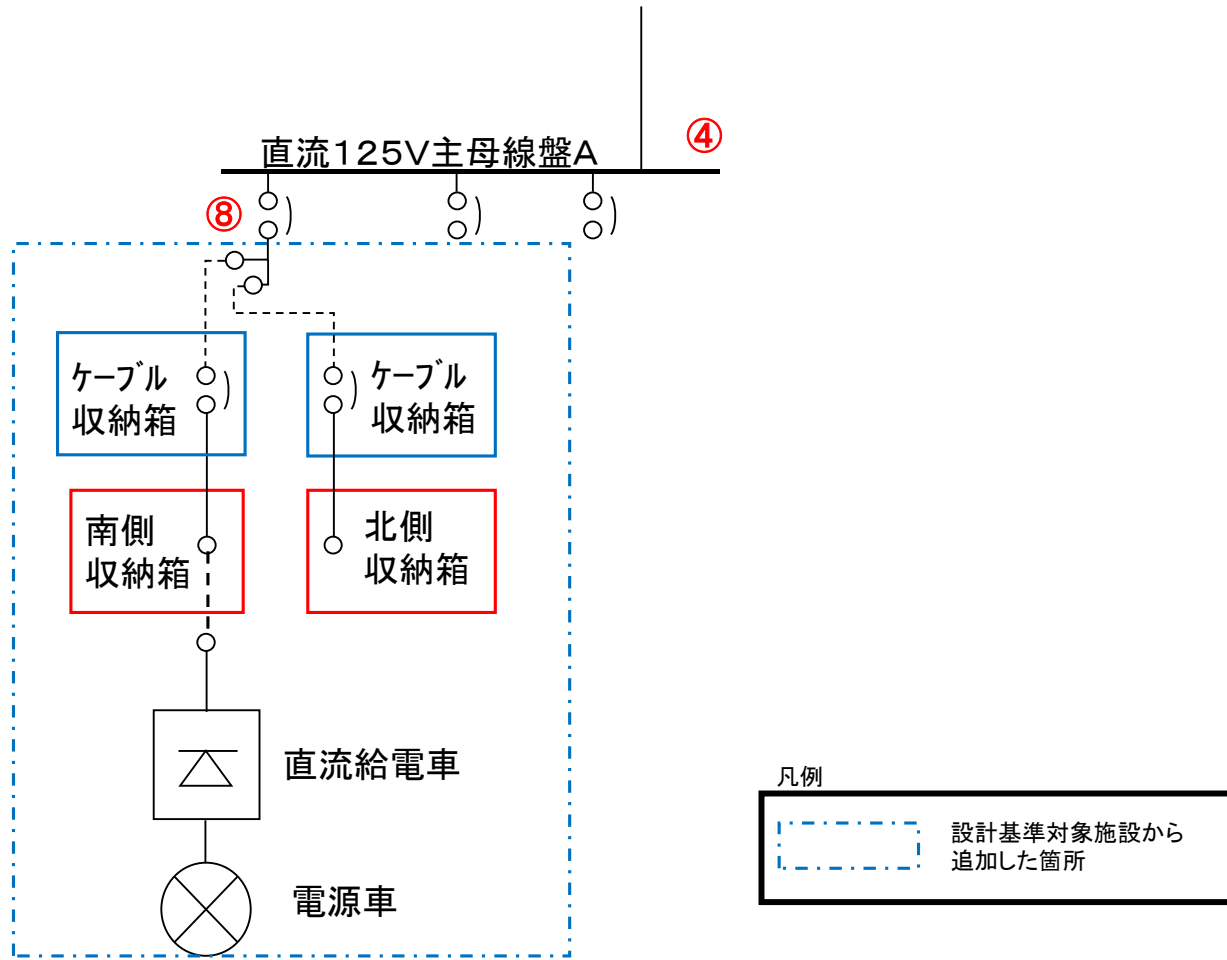 ④
直流125V主母線盤A
⑧
ケーブル
収納箱
ケーブル
収納箱
南側
収納箱
北側
収納箱
直流給電車
電源車
凡例
設計基準対象施設から
追加した箇所